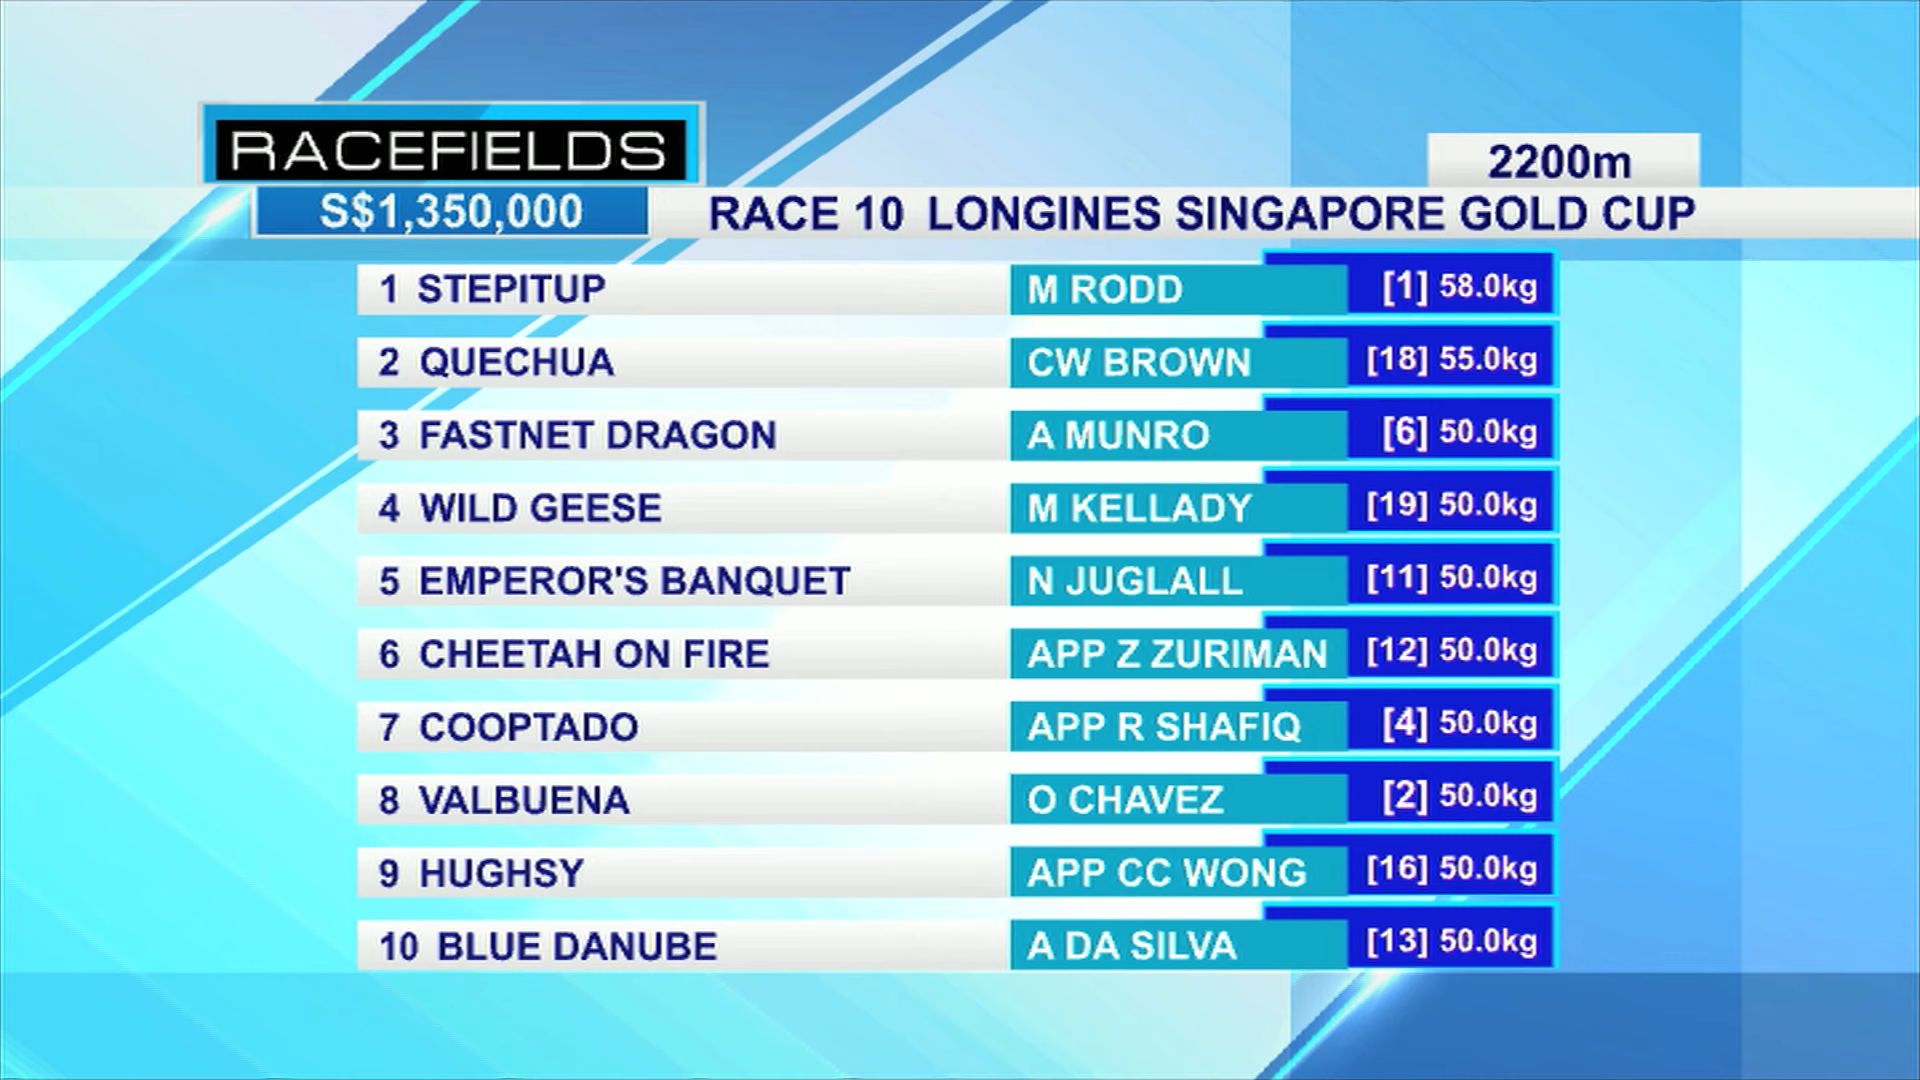 RACEFIELDS
2200m
S$1,350,000 RACE 10 LONGINES SINGAPORE GOLD CUP
1 STEPITUP M RODD [1] 58.0kg
2 QUECHUA CW BROWN [18] 55.0kg
3 FASTNET DRAGON A MUNRO [6] 50.0kg
4 WILD GEESE M KELLADY [19] 50.0kg
5 EMPEROR'S BANQUET N JUGLALL [11] 50.0kg
6 CHEETAH ON FIRE APP Z ZURIMAN [12] 50.0kg
7 COOPTADO APP R SHAFIQ [4] 50.0kg
8 VALBUENA O CHAVEZ [2] 50.0kg
9 HUGHSY APP CC WONG [16] 50.0kg
10 BLUE DANUBE A DA SILVA [13] 50.0kg